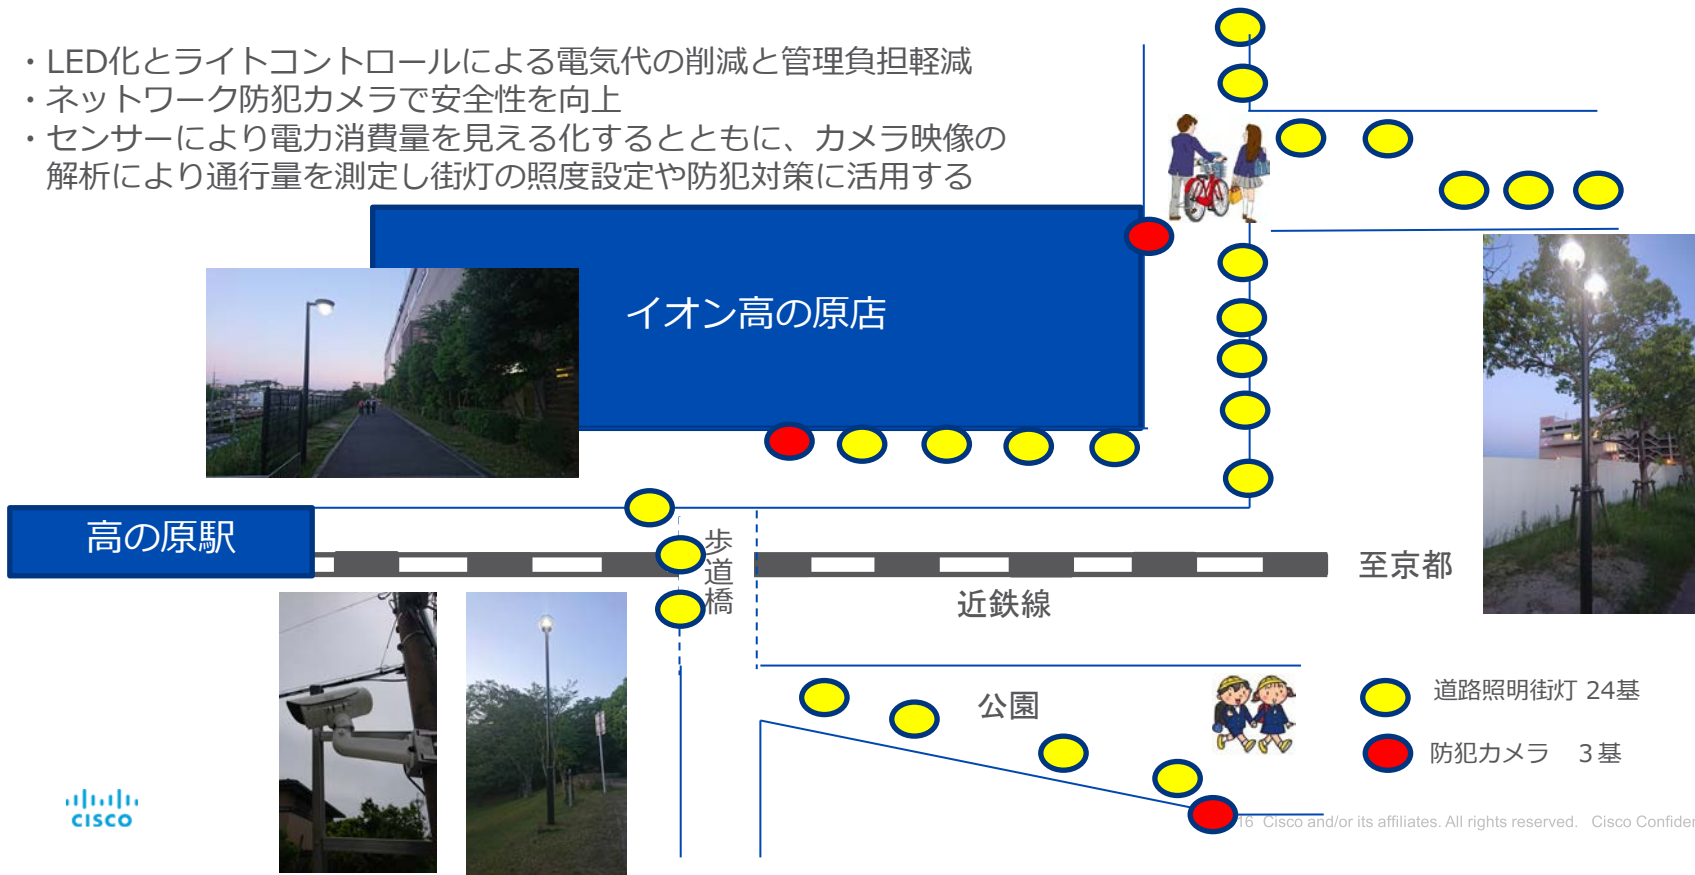 ・LED化とライトコントロールによる電気代の削減と管理負担軽減
・ネットワーク防犯カメラで安全性を向上
・センサーにより電力消費量を見える化するとともに、カメラ映像の
解析により通行量を測定し街灯の照度設定や防犯対策に活用する
イオン高の原店
高の原駅
歩道橋
至京都
近鉄線
公園
道路照明街灯 24基
防犯カメラ 3基
CISCO
16 Cisco and/or its affiliates. All rights reserved. Cisco Confiden